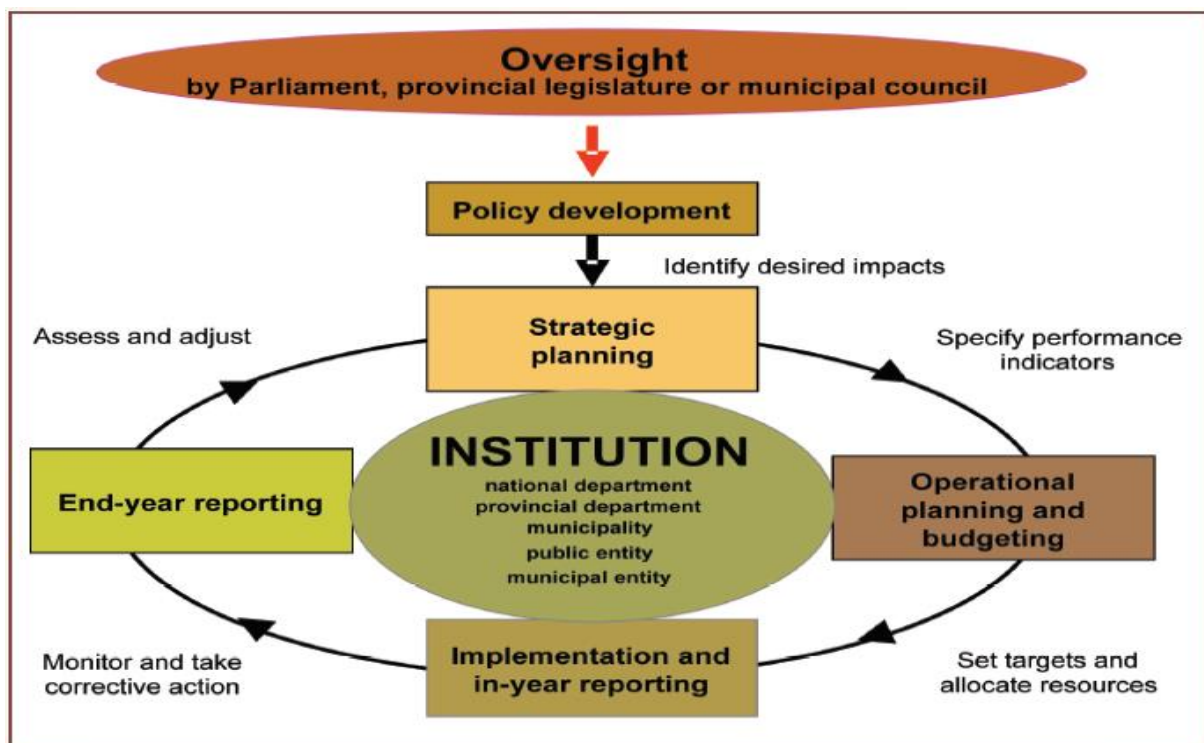 Oversight
by Parliament, provincial legislature or municipal council
Policy development
Identify desired impacts
Strategic
planning
Assess and adjust
Specify performance
indicators
INSTITUTION
national department
provincial department
municipality
public entity
municipal entity
End-year reporting
Operational
planning and
budgeting
Implementation and
in-year reporting
Monitor and take
corrective action
Set targets and
allocate resources